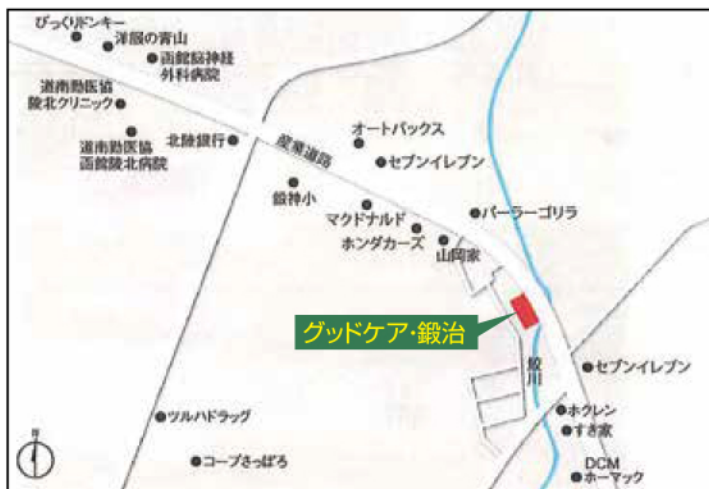 びっくりドンキー
洋服の青山
函館脳神経
外科病院
道南勤医協
陵北クリニック
道南勤医協
函館稜北病院
北陸銀行
産業道路
オートバックス
セブンイレブン
鍛神小
マクドナルド
ホンダカーズ
山岡家
パーラーゴリラ
グッドケア・鍛治
鮫川
セブンイレブン
ホクレン
すき家
DCM
ホーマック
ツルハドラッグ
コープさっぽろ